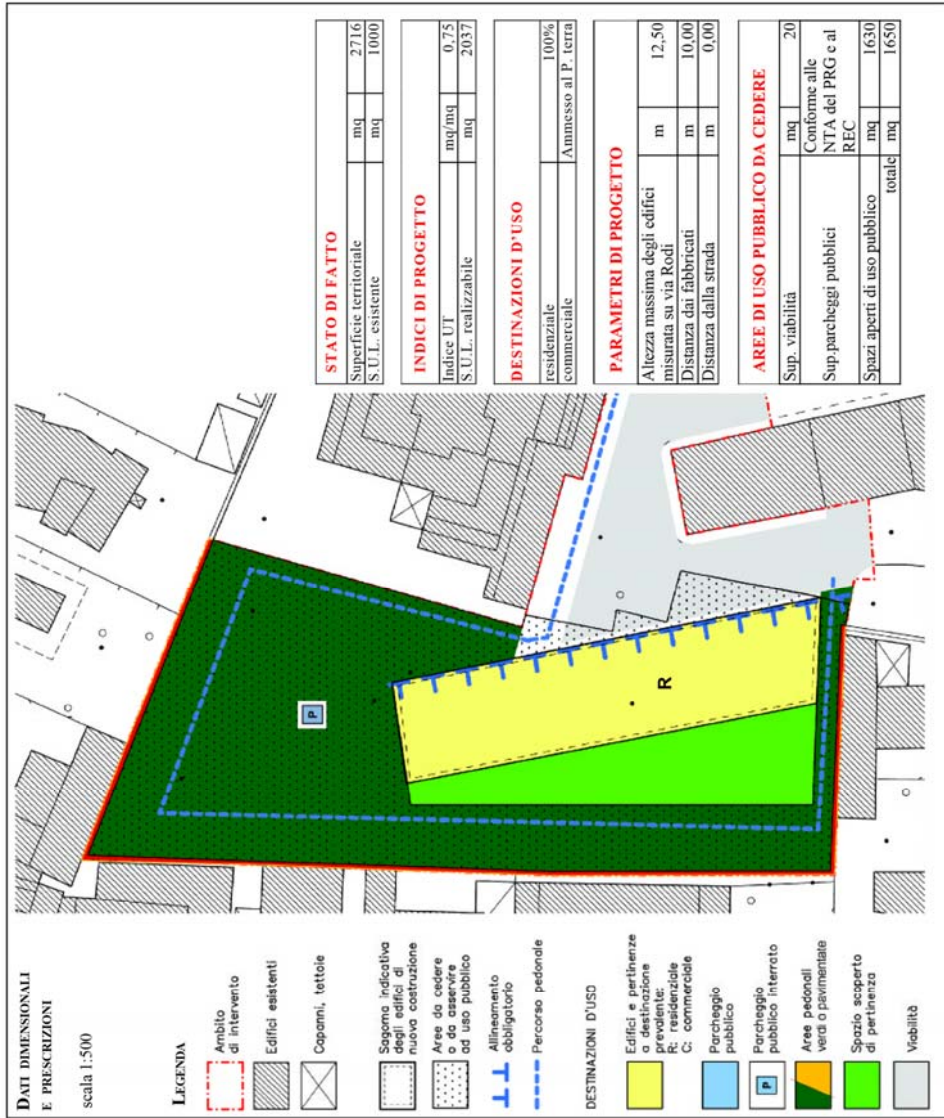 DATI DIMENSIONALI
E PRESCRIZIONI
scala 1:500
LEGENDA
Ambito
di intervento
Edifici esistenti
Capanni, tettoie
Sagoma indicativa
degli edifici di
nuova costruzione
Aree da cedere
o da asservire
ad uso pubblico
Allineamento
obbligatorio
Percorso pedonale
DESTINAZIONI D'USO
Edifici e pertinenze
a destinazione
prevalente:
R: residenziale
C: commerciale
Parcheggio
pubblico
P
Parcheggio
pubblico interrato
Aree pedonali
verdi o pavimentate
Spazio scoperto
di pertinenza
Viabilità
P
R
STATO DI FATTO
Superficie territoriale mq 2716
S.U.L. esistente mq 1000
INDICI DI PROGETTO
Indice UT mq/mq 0,75
S.U.L. realizzabile mq 2037
DESTINAZIONI D'USO
residenziale 100%
commerciale Ammesso al P. terra
PARAMETRI DI PROGETTO
Altezza massima degli edifici
misurata su via Rodi m 12,50
Distanza dai fabbricati m 10,00
Distanza dalla strada m 0,00
AREE DI USO PUBBLICO DA CEDERE
Sup. viabilità mq 20
Sup.parcheggi pubblici Conforme alle
NTA del PRG e al
REC
Spazi aperti di uso pubblico mq 1630
totale mq 1650